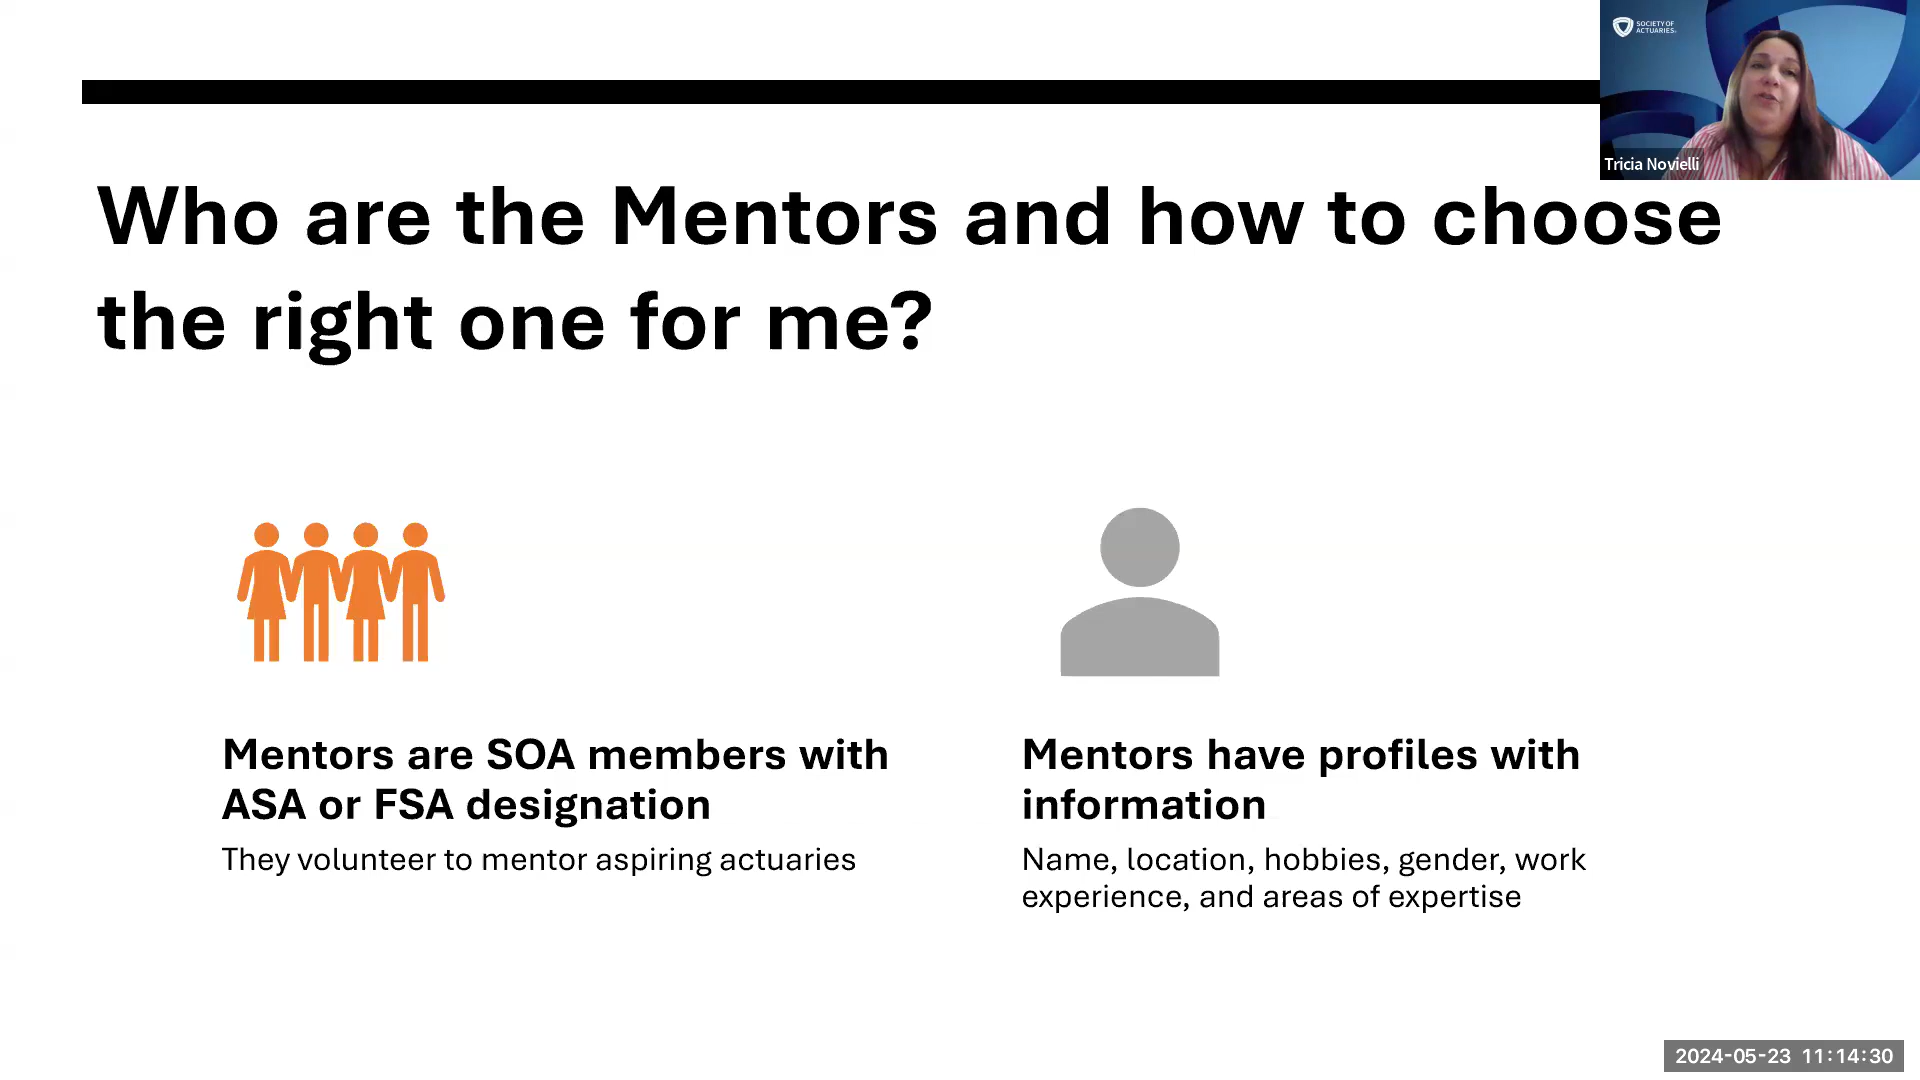 SOCIETY OF
ACTUARIES
Tricia Novielli
Who are the Mentors and how to choose
the right one for me?
Mentors are SOA members with
ASA or FSA designation
They volunteer to mentor aspiring actuaries
Mentors have profiles with
information
Name, location, hobbies, gender, work
experience, and areas of expertise
2024-05-23 11:14:30